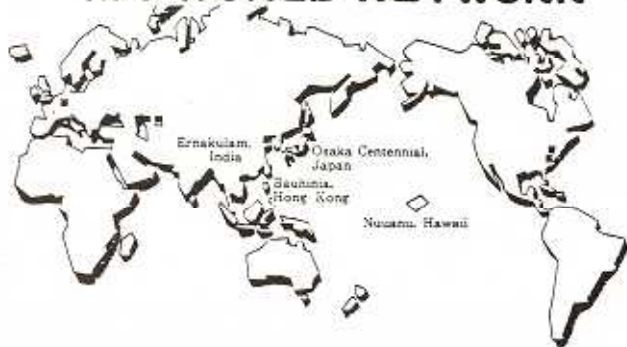 Ernakulam,
India
Osaka Centennial,
Japan
Bauhinia,
Hong Kong
Nuuanu, Hawaii